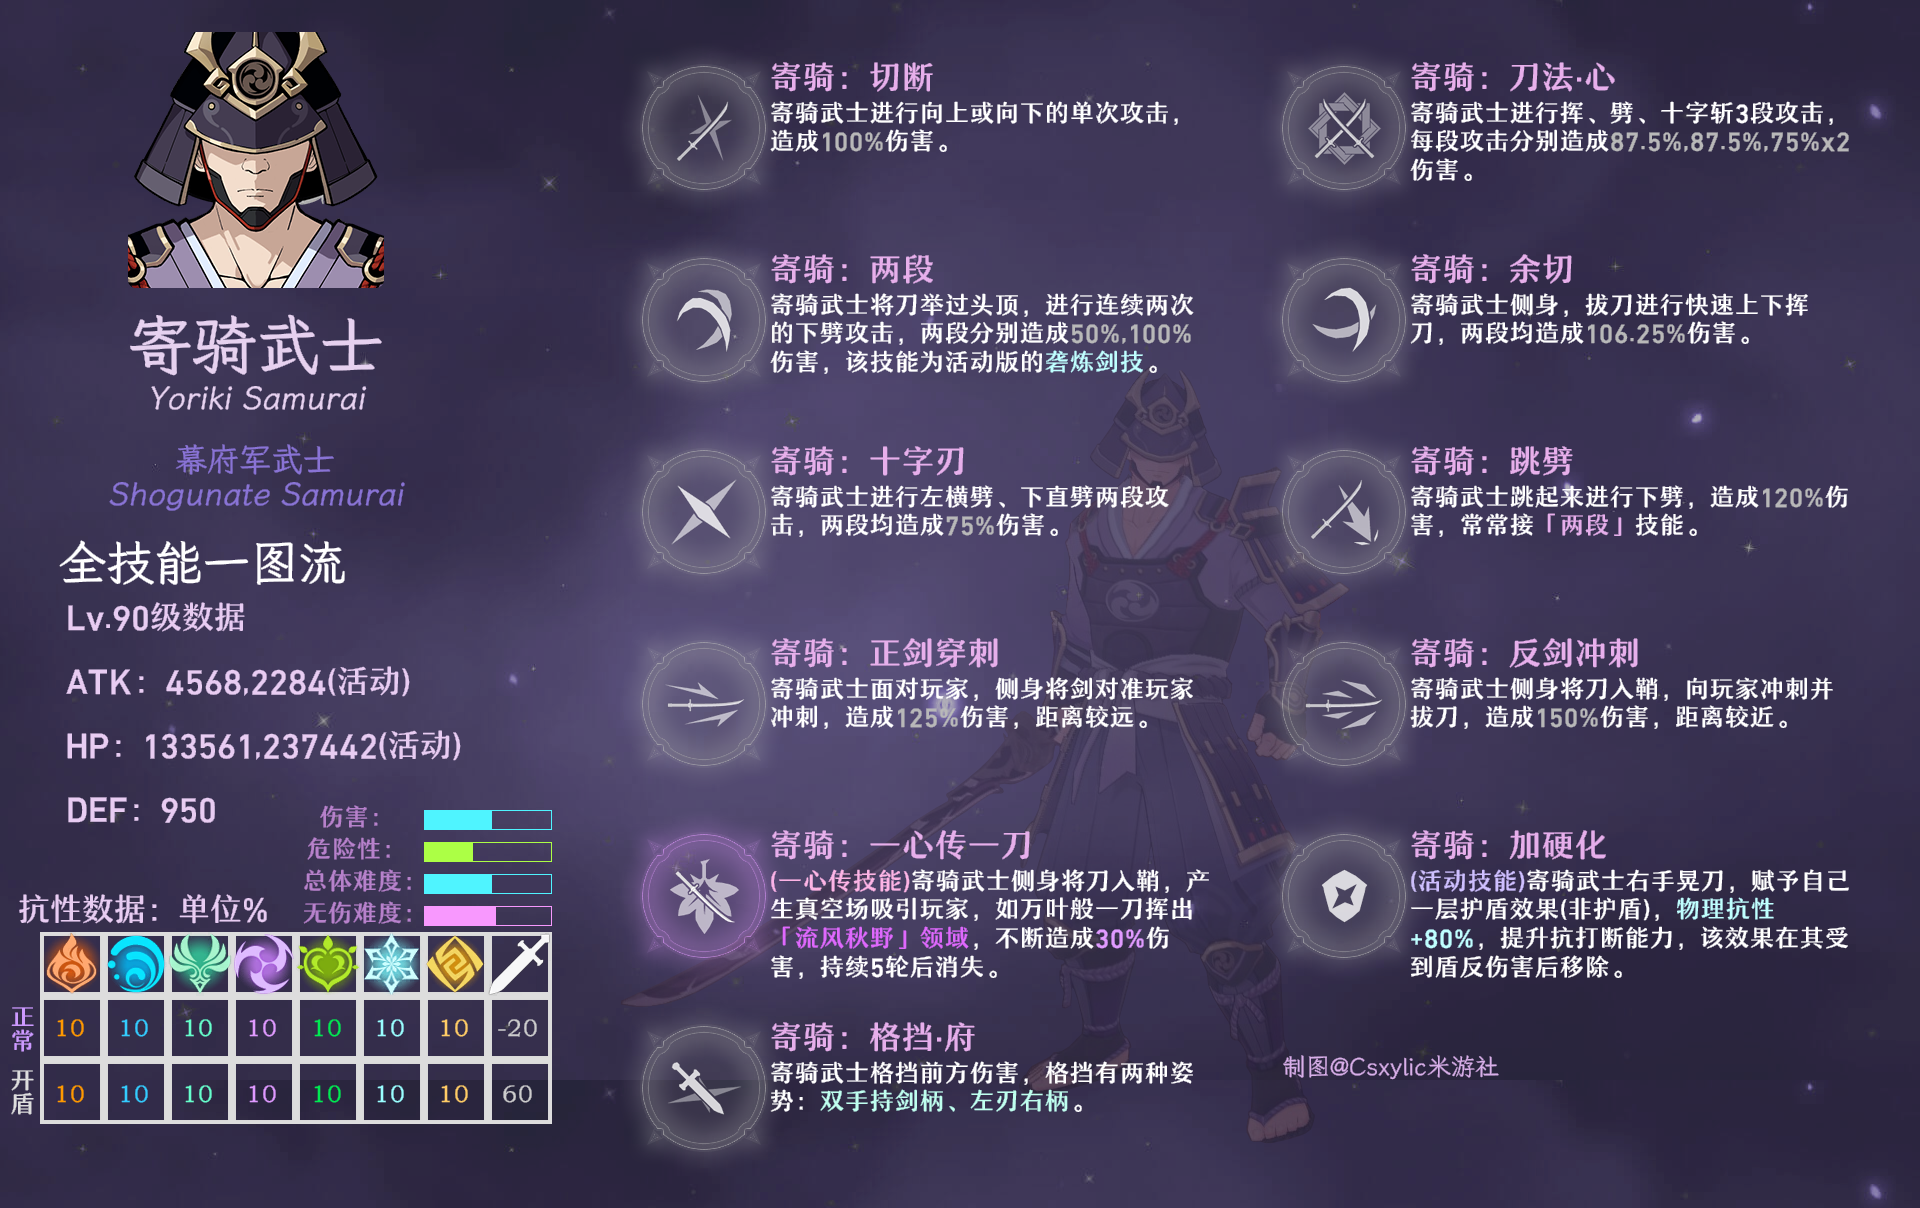 寄骑武士
Yoriki Samurai
幕府军武士
Shogunate Samurai
全技能一图流
Lv.90级数据
ATK：4568,2284(活动)
HP：133561,237442(活动)
DEF：950
伤害：
危险性：
总体难度：
无伤难度：
抗性数据：单位%
正常 10 10 10 10 10 10 10 -20
开盾 10 10 10 10 10 10 10 60
寄骑：切断
寄骑武士进行向上或向下的单次攻击，
造成100%伤害。
寄骑：两段
寄骑武士将刀举过头顶，进行连续两次
的下劈攻击，两段分别造成50%,100%
伤害，该技能为活动版的砻炼剑技。
寄骑：十字刃
寄骑武士进行左横劈、下直劈两段攻
击，两段均造成75%伤害。
寄骑：正剑穿刺
寄骑武士面对玩家，侧身将剑对准玩家
冲刺，造成125%伤害，距离较远。
寄骑：一心传一刀
(一心传技能)寄骑武士侧身将刀入鞘，产
生真空场吸引玩家，如万叶般一刀挥出
「流风秋野」领域，不断造成30%伤
害，持续5轮后消失。
寄骑：格挡·府
寄骑武士格挡前方伤害，格挡有两种姿
势：双手持剑柄、左刃右柄。
寄骑：刀法·心
寄骑武士进行挥、劈、十字斩3段攻击，
每段攻击分别造成87.5%,87.5%,75%x2
伤害。
寄骑：余切
寄骑武士侧身，拔刀进行快速上下挥
刀，两段均造成106.25%伤害。
寄骑：跳劈
寄骑武士跳起来进行下劈，造成120%伤
害，常常接「两段」技能。
寄骑：反剑冲刺
寄骑武士侧身将刀入鞘，向玩家冲刺并
拔刀，造成150%伤害，距离较近。
寄骑：加硬化
(活动技能)寄骑武士右手晃刀，赋予自己
一层护盾效果(非护盾)，物理抗性
+80%，提升抗打断能力，该效果在其受
到盾反伤害后移除。
制图@Csxylic米游社